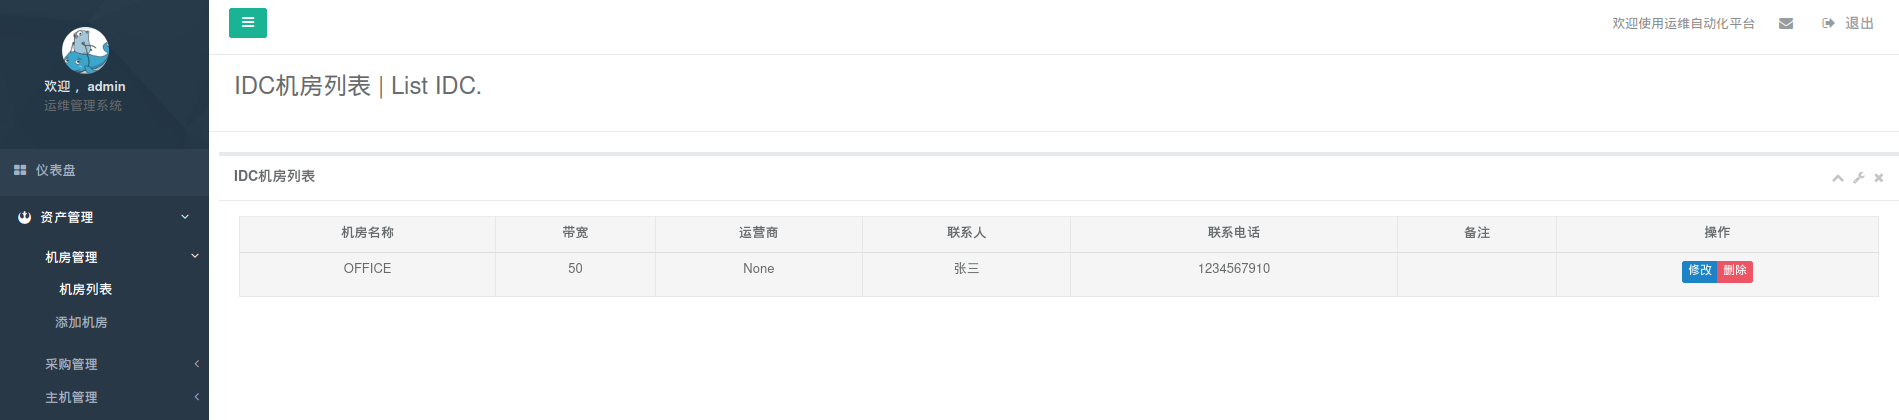 欢迎使用运维自动化平台 退出
欢迎 ，admin
运维管理系统
仪表盘
资产管理
机房管理
机房列表
添加机房
采购管理
主机管理
IDC机房列表 | List IDC.
IDC机房列表
机房名称 带宽 运营商 联系人 联系电话 备注 操作
OFFICE 50 None 张三 1234567910 修改 删除